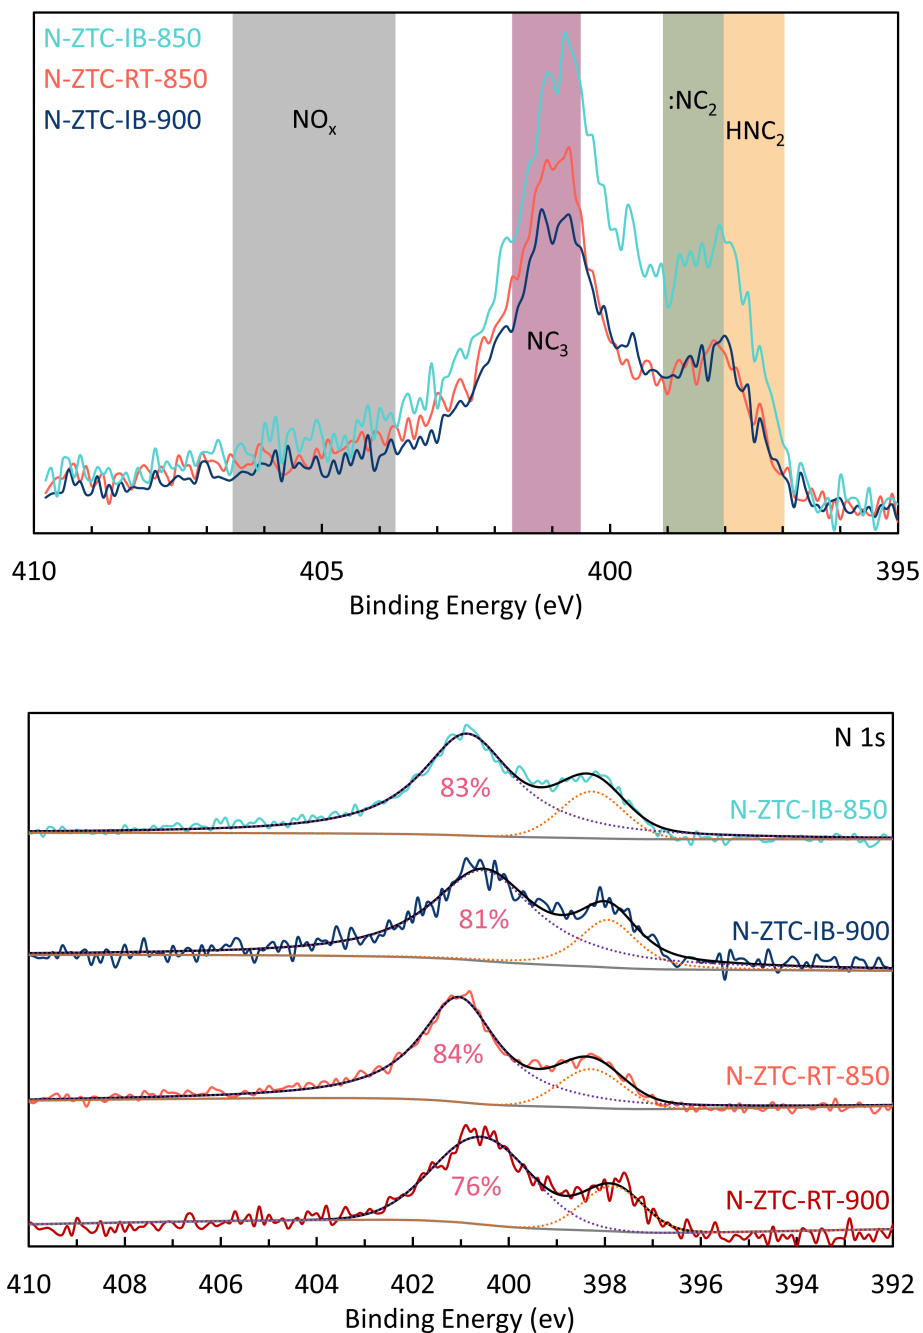 N-ZTC-IB-850
N-ZTC-RT-850
N-ZTC-IB-900
NOₓ
:NC₂
HNC₂
NC₃
410 405 400 395
Binding Energy (eV)
N 1s
83%
N-ZTC-IB-850
81%
N-ZTC-IB-900
84%
N-ZTC-RT-850
76%
N-ZTC-RT-900
410 408 406 404 402 400 398 396 394 392
Binding Energy (ev)